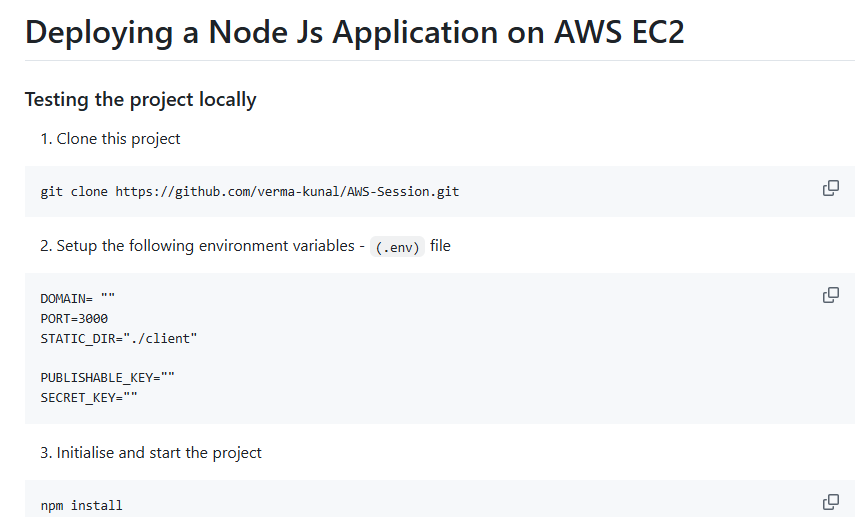 Deploying a Node Js Application on AWS EC2
Testing the project locally
1. Clone this project
git clone https://github.com/verma-kunal/AWS-Session.git
2. Setup the following environment variables - (.env) file
DOMAIN= ""
PORT=3000
STATIC_DIR="./client"
PUBLISHABLE_KEY=""
SECRET_KEY=""
3. Initialise and start the project
npm install